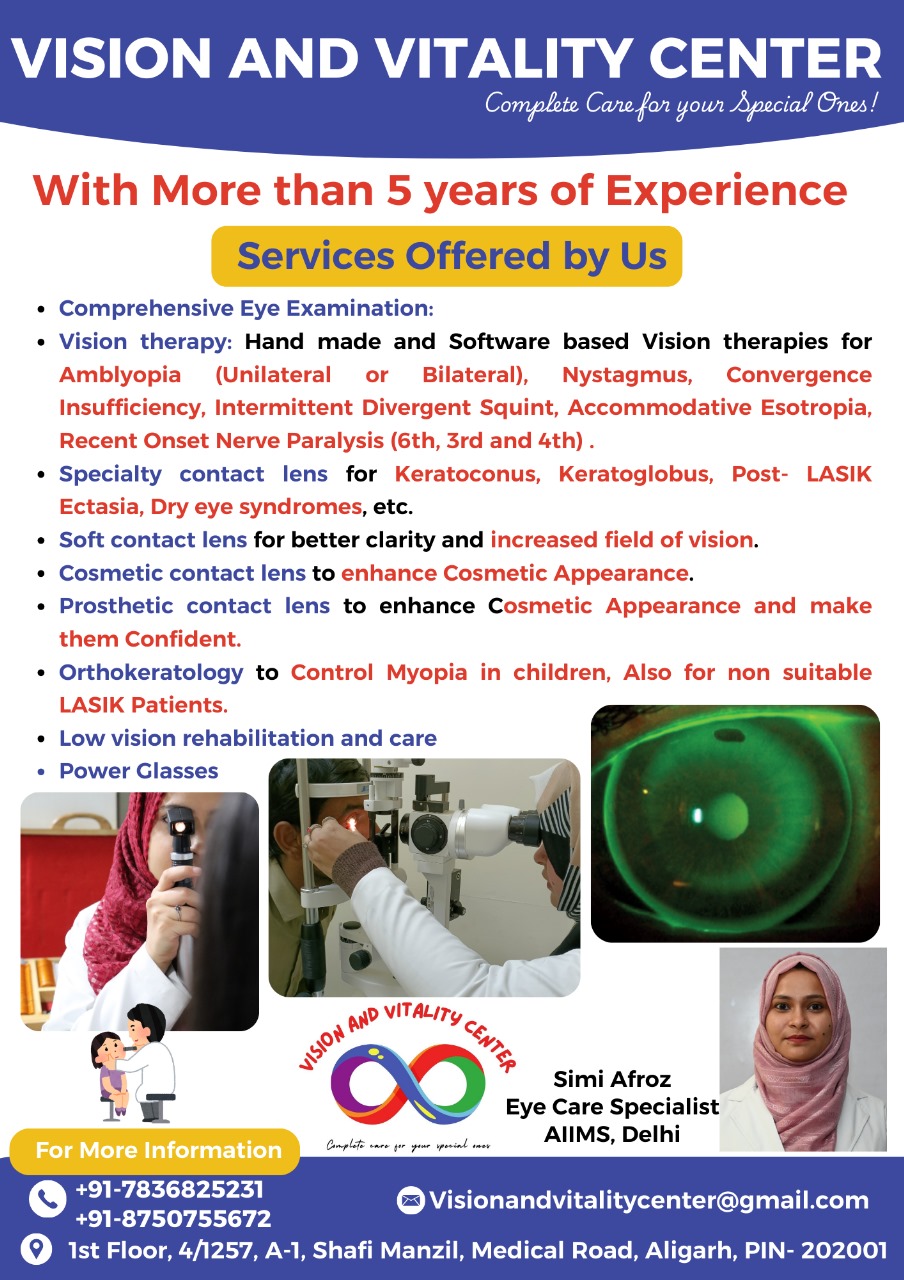 VISION AND VITALITY CENTER
Complete Care for your Special Ones!
With More than 5 years of Experience
Services Offered by Us
• Comprehensive Eye Examination:
• Vision therapy: Hand made and Software based Vision therapies for
Amblyopia (Unilateral or Bilateral), Nystagmus, Convergence
Insufficiency, Intermittent Divergent Squint, Accommodative Esotropia,
Recent Onset Nerve Paralysis (6th, 3rd and 4th) .
• Specialty contact lens for Keratoconus, Keratoglobus, Post- LASIK
Ectasia, Dry eye syndromes, etc.
• Soft contact lens for better clarity and increased field of vision.
• Cosmetic contact lens to enhance Cosmetic Appearance.
• Prosthetic contact lens to enhance Cosmetic Appearance and make
them Confident.
• Orthokeratology to Control Myopia in children, Also for non suitable
LASIK Patients.
• Low vision rehabilitation and care
• Power Glasses
VISION AND VITALITY CENTER
Complete care for your special ones
Simi Afroz
Eye Care Specialist
AIIMS, Delhi
For More Information
+91-7836825231
+91-8750755672
Visionandvitalitycenter@gmail.com
1st Floor, 4/1257, A-1, Shafi Manzil, Medical Road, Aligarh, PIN- 202001